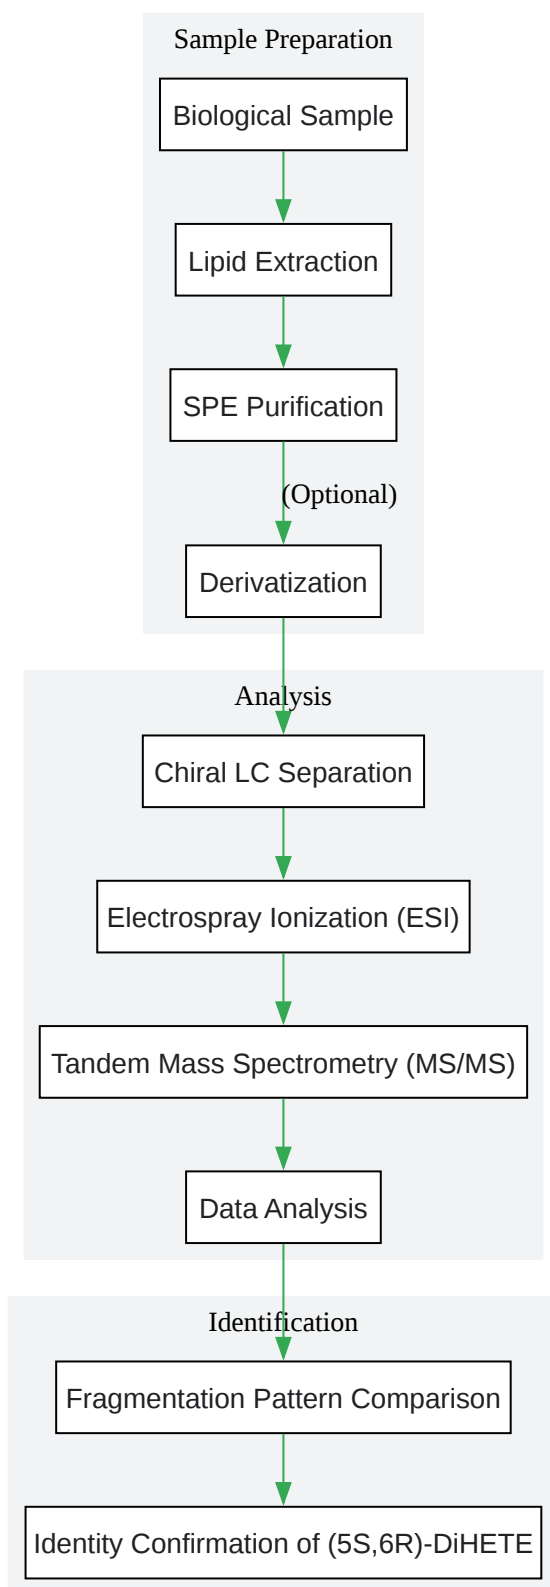 Sample Preparation
Biological Sample
Lipid Extraction
SPE Purification
(Optional)
Derivatization
Analysis
Chiral LC Separation
Electrospray Ionization (ESI)
Tandem Mass Spectrometry (MS/MS)
Data Analysis
Identification
Fragmentation Pattern Comparison
Identity Confirmation of (5S,6R)-DiHETE